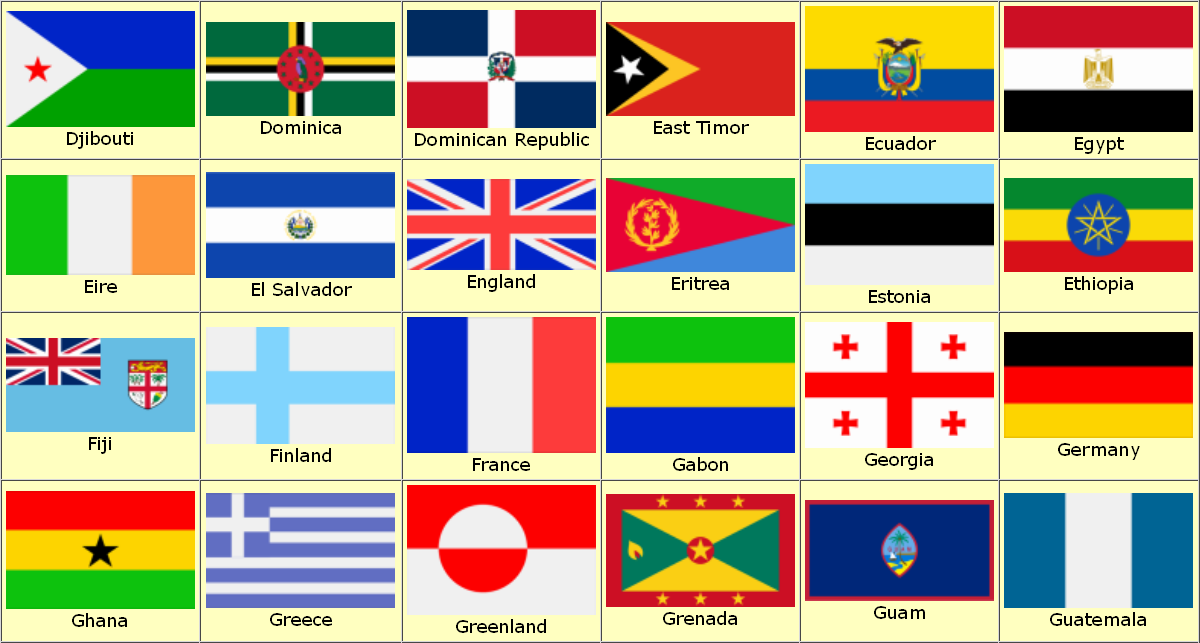 Djibouti
Dominica
Dominican Republic
East Timor
Ecuador
Egypt
Eire
El Salvador
England
Eritrea
Estonia
Ethiopia
Fiji
Finland
France
Gabon
Georgia
Germany
Ghana
Greece
Greenland
Grenada
Guam
Guatemala